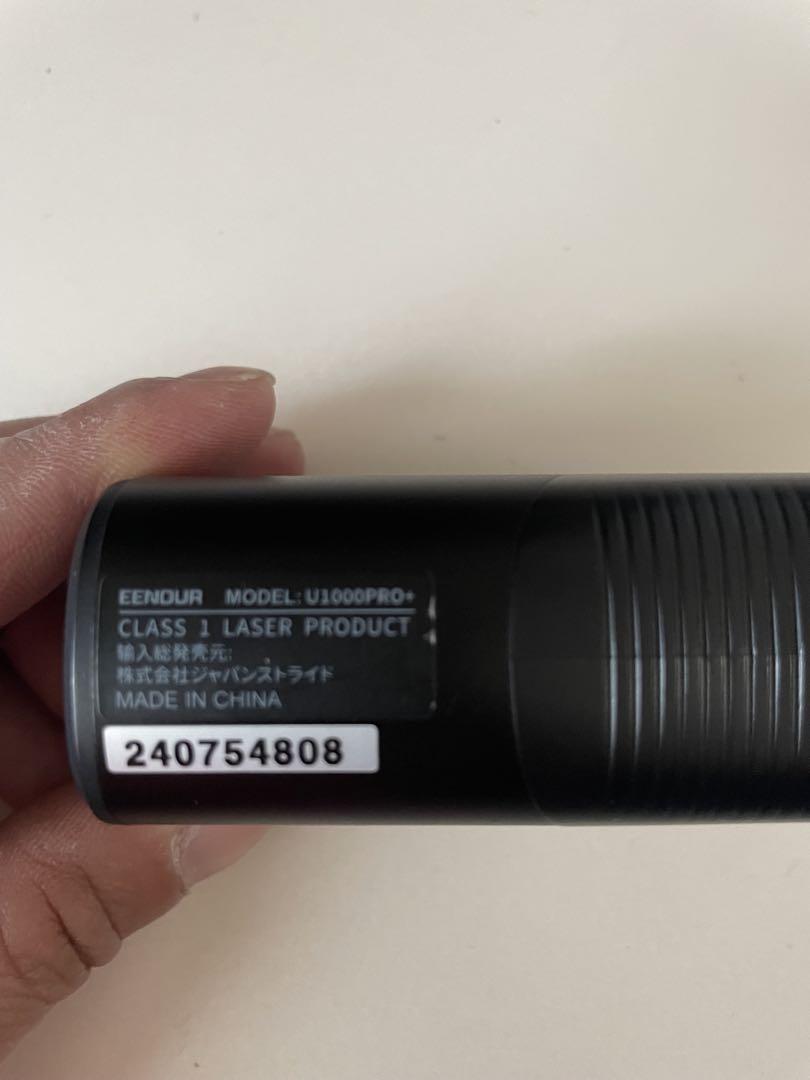 EENOUR MODEL: U1000PRO+
CLASS 1 LASER PRODUCT
輸入総発売元:
株式会社ジャパンストライド
MADE IN CHINA
240754808